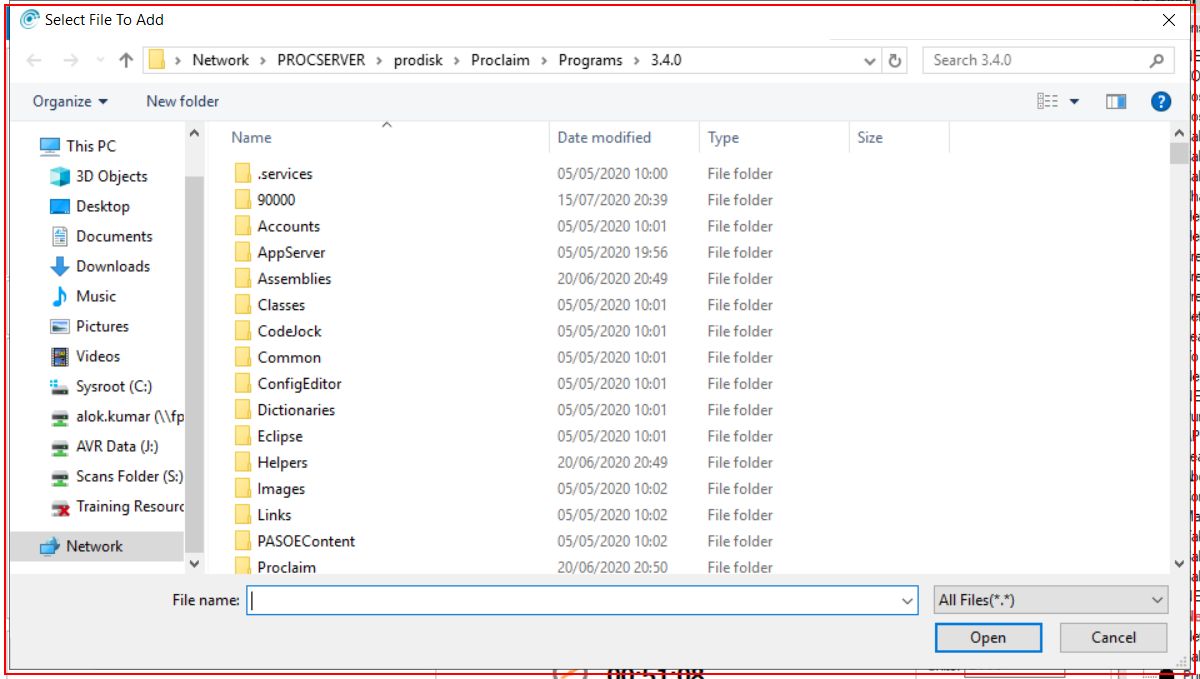 Select File To Add
Network > PROCSERVER > prodisk > Proclaim > Programs > 3.4.0
Search 3.4.0
Organize
New folder
This PC
3D Objects
Desktop
Documents
Downloads
Music
Pictures
Videos
Sysroot (C:)
alok.kumar (\\fp
AVR Data (J:)
Scans Folder (S:)
Training Resourc
Network
Name Date modified Type Size
.services 05/05/2020 10:00 File folder
90000 15/07/2020 20:39 File folder
Accounts 05/05/2020 10:01 File folder
AppServer 05/05/2020 19:56 File folder
Assemblies 20/06/2020 20:49 File folder
Classes 05/05/2020 10:01 File folder
CodeJock 05/05/2020 10:01 File folder
Common 05/05/2020 10:01 File folder
ConfigEditor 05/05/2020 10:01 File folder
Dictionaries 05/05/2020 10:01 File folder
Eclipse 05/05/2020 10:01 File folder
Helpers 20/06/2020 20:49 File folder
Images 05/05/2020 10:02 File folder
Links 05/05/2020 10:02 File folder
PASOEContent 05/05/2020 10:02 File folder
Proclaim 20/06/2020 20:50 File folder
File name:
All Files(*.*)
Open
Cancel
00:51:08